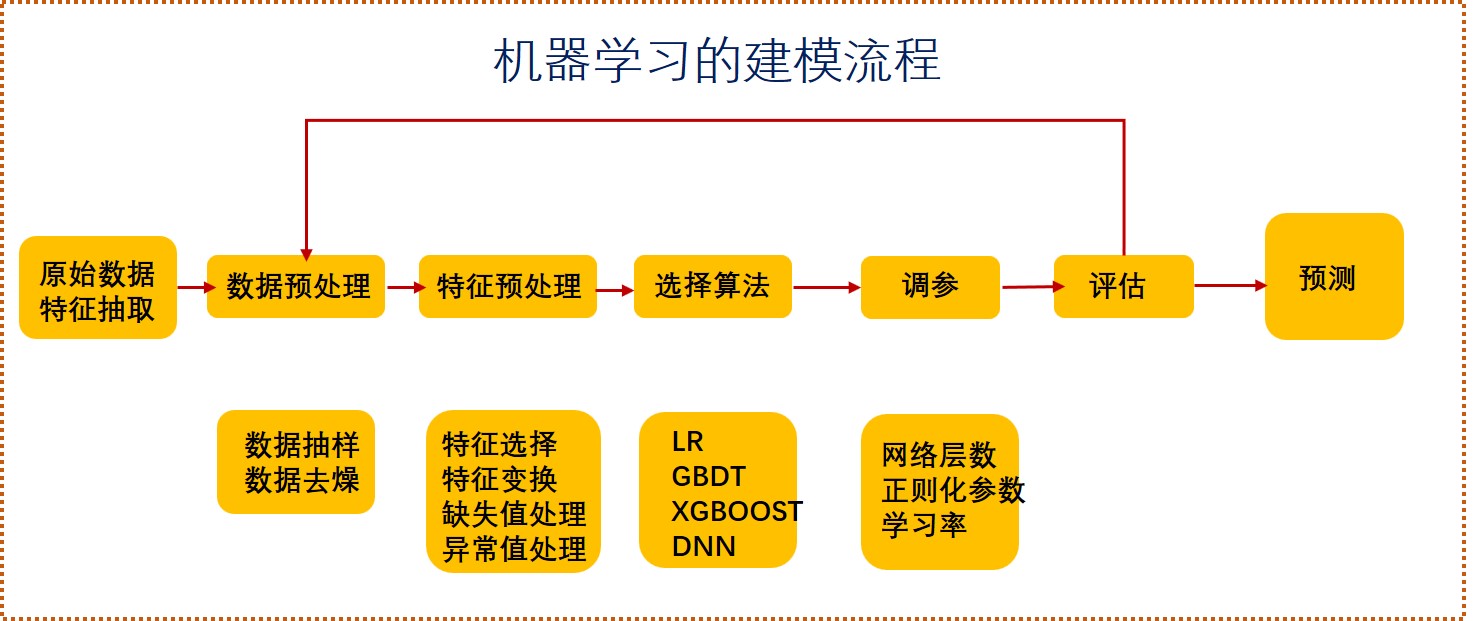 机器学习的建模流程
原始数据
特征抽取
数据预处理
特征预处理
选择算法
调参
评估
预测
数据抽样
数据去燥
特征选择
特征变换
缺失值处理
异常值处理
LR
GBDT
XGBOOST
DNN
网络层数
正则化参数
学习率